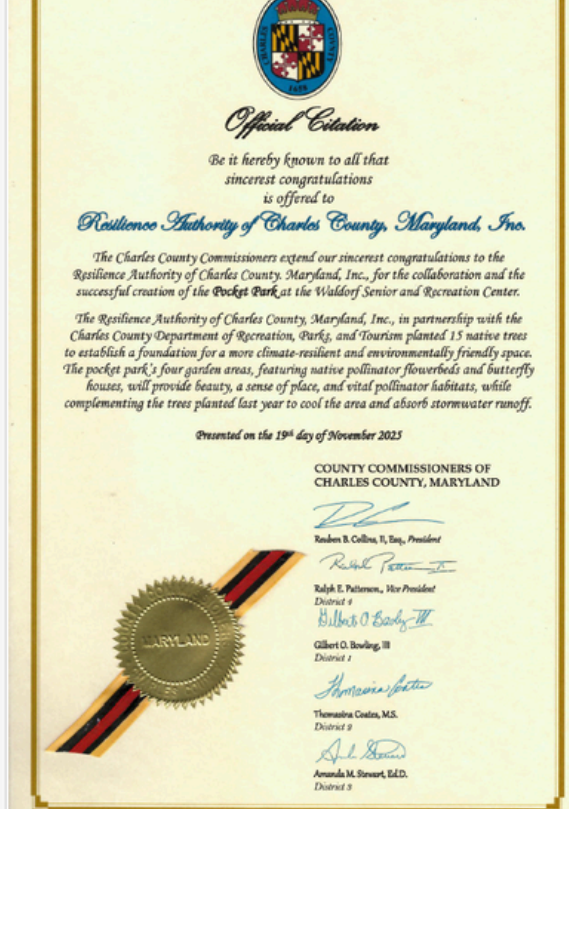 CHARLES COUNTY
1658
Official Citation
Be it hereby known to all that
sincerest congratulations
is offered to
Resilience Authority of Charles County, Maryland, Inc.
The Charles County Commissioners extend our sincerest congratulations to the
Resilience Authority of Charles County. Maryland, Inc., for the collaboration and the
successful creation of the Pocket Park at the Waldorf Senior and Recreation Center.
The Resilience Authority of Charles County, Maryland, Inc., in partnership with the
Charles County Department of Recreation, Parks, and Tourism planted 15 native trees
to establish a foundation for a more climate-resilient and environmentally friendly space.
The pocket park's four garden areas, featuring native pollinator flowerbeds and butterfly
houses, will provide beauty, a sense of place, and vital pollinator habitats, while
complementing the trees planted last year to cool the area and absorb stormwater runoff.
Presented on the 19th day of November 2025
COUNTY COMMISSIONERS OF
CHARLES COUNTY, MARYLAND
Reuben B. Collins, II, Esq., President
Ralph E. Patterson, Vice President
District 4
Gilbert O Bowling III
Gilbert O. Bowling, III
District 1
Thomasina Coates
Thomasina Coates, M.S.
District 2
Amanda M. Stewart, Ed.D.
District 3
MARYLAND